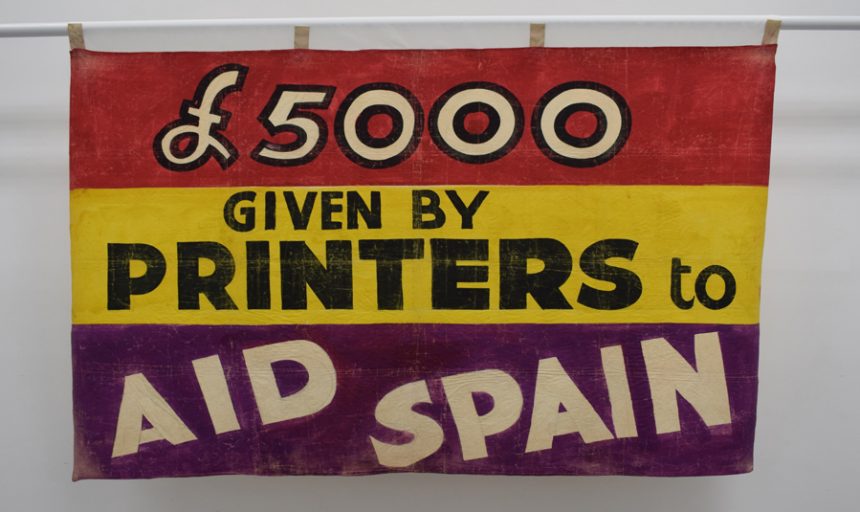 £5000
GIVEN BY
PRINTERS to
AID SPAIN